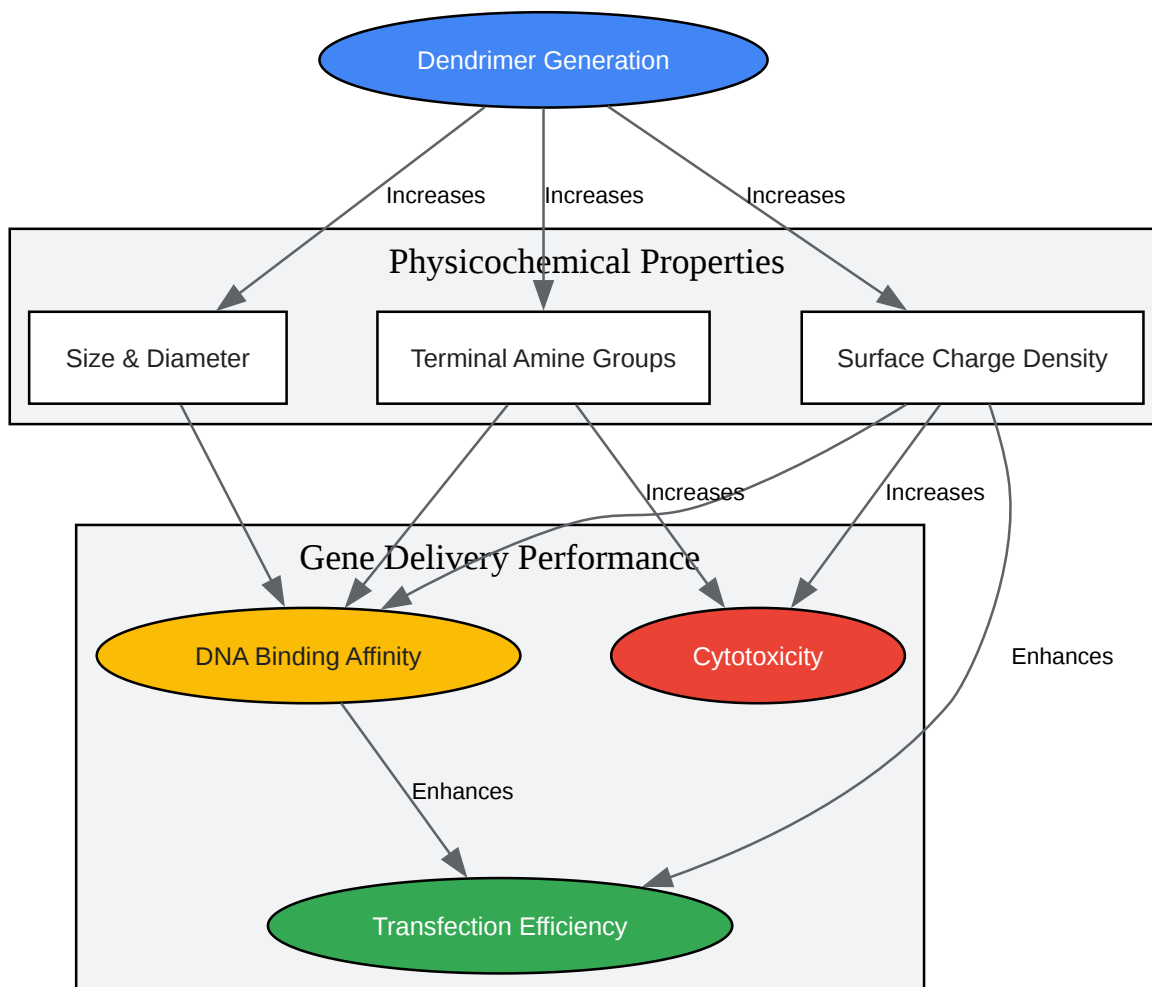 Dendrimer Generation
Increases
Increases
Increases
Physicochemical Properties
Size & Diameter
Terminal Amine Groups
Surface Charge Density
Increases
Increases
Gene Delivery Performance
DNA Binding Affinity
Cytotoxicity
Enhances
Enhances
Transfection Efficiency